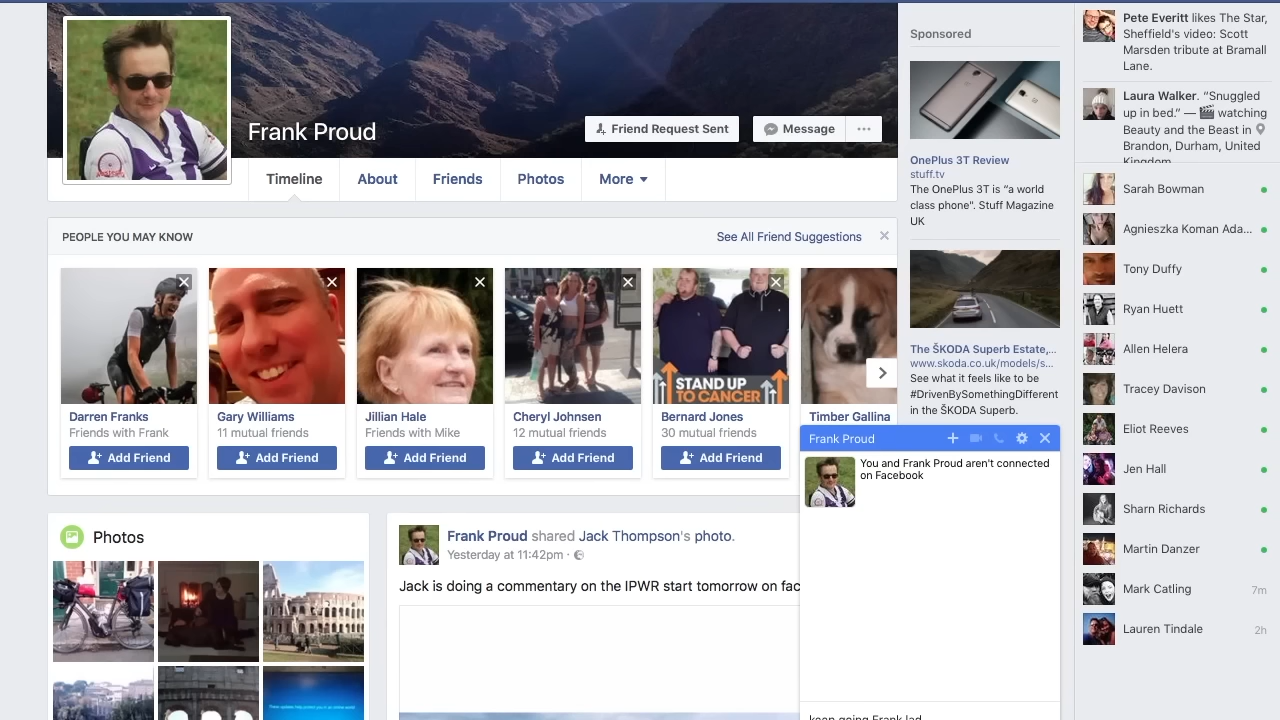 Frank Proud
Friend Request Sent
Message
Timeline
About
Friends
Photos
More
PEOPLE YOU MAY KNOW
See All Friend Suggestions
STAND UP
TO CANCER
Darren Franks
Friends with Frank
Add Friend
Gary Williams
11 mutual friends
Add Friend
Jillian Hale
Friends with Mike
Add Friend
Cheryl Johnsen
12 mutual friends
Add Friend
Bernard Jones
30 mutual friends
Add Friend
Timber Gallina
Photos
Frank Proud shared Jack Thompson's photo.
Yesterday at 11:42pm ·
Jack is doing a commentary on the IPWR start tomorrow on fac
Sponsored
OnePlus 3T Review
stuff.tv
The OnePlus 3T is “a world
class phone". Stuff Magazine
UK
The ŠKODA Superb Estate,...
www.skoda.co.uk/models/s...
See what it feels like to be
#DrivenBySomethingDifferent
in the ŠKODA Superb.
Frank Proud
You and Frank Proud aren't connected
on Facebook
keep going Frank lad
Pete Everitt likes The Star,
Sheffield's video: Scott
Marsden tribute at Bramall
Lane.
Laura Walker. “Snuggled
up in bed.” — 🎬 watching
Beauty and the Beast in
Brandon, Durham, United
Kingdom
Sarah Bowman
Agnieszka Koman Ada...
Tony Duffy
Ryan Huett
Allen Helera
Tracey Davison
Eliot Reeves
Jen Hall
Sharn Richards
Martin Danzer
Mark Catling 7m
Lauren Tindale 2h